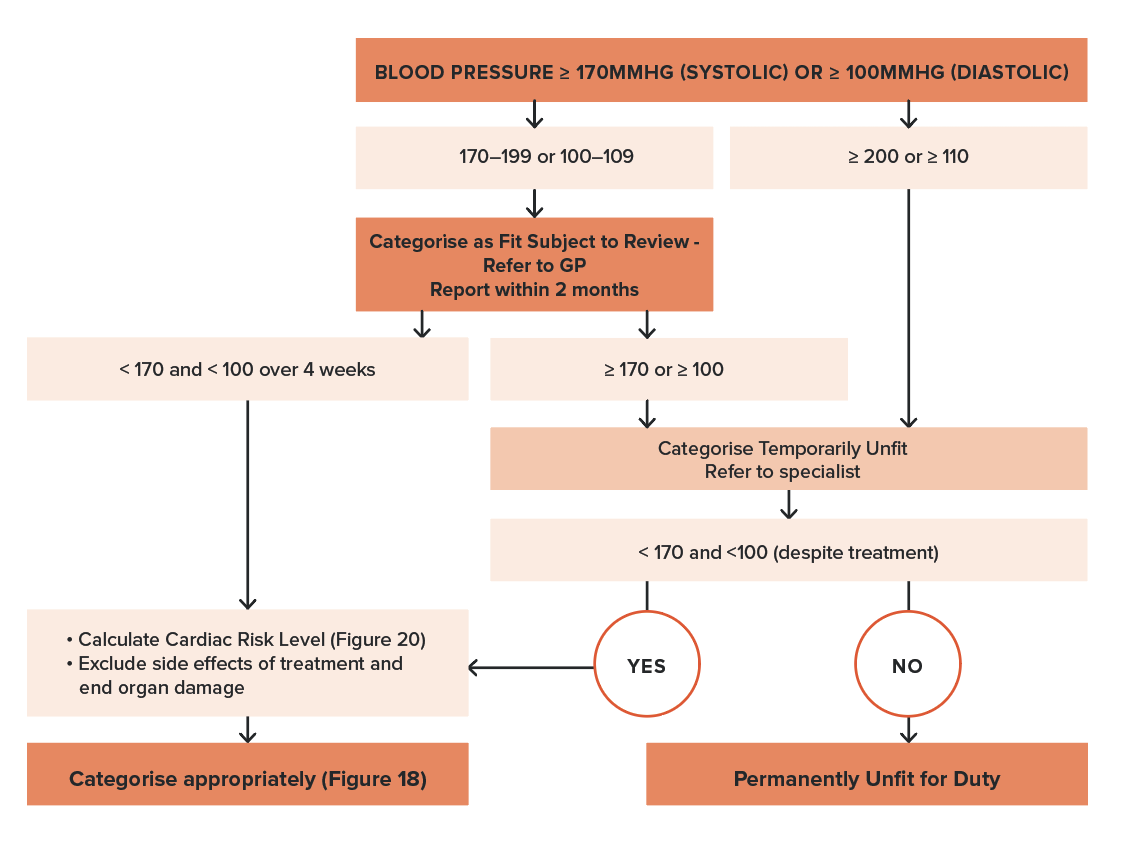 BLOOD PRESSURE ≥ 170MMHG (SYSTOLIC) OR ≥ 100MMHG (DIASTOLIC)
170–199 or 100–109
≥ 200 or ≥ 110
Categorise as Fit Subject to Review -
Refer to GP
Report within 2 months
< 170 and < 100 over 4 weeks
≥ 170 or ≥ 100
Categorise Temporarily Unfit
Refer to specialist
< 170 and <100 (despite treatment)
• Calculate Cardiac Risk Level (Figure 20)
• Exclude side effects of treatment and
end organ damage
YES
NO
Categorise appropriately (Figure 18)
Permanently Unfit for Duty